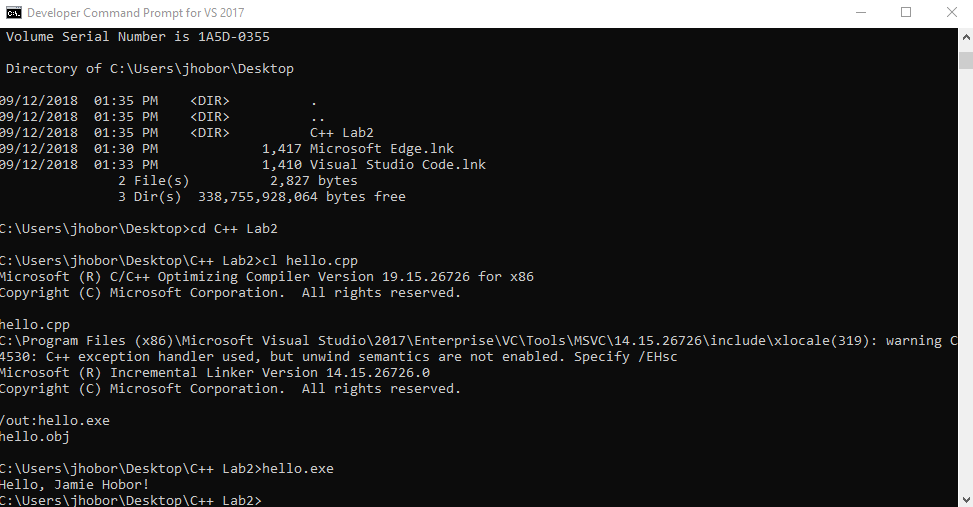 Developer Command Prompt for VS 2017
Volume Serial Number is 1A5D-0355
Directory of C:\Users\jhobor\Desktop
09/12/2018  01:35 PM    <DIR>          .
09/12/2018  01:35 PM    <DIR>          ..
09/12/2018  01:35 PM    <DIR>          C++ Lab2
09/12/2018  01:30 PM             1,417 Microsoft Edge.lnk
09/12/2018  01:33 PM             1,410 Visual Studio Code.lnk
               2 File(s)          2,827 bytes
               3 Dir(s)  338,755,928,064 bytes free
C:\Users\jhobor\Desktop>cd C++ Lab2
C:\Users\jhobor\Desktop\C++ Lab2>cl hello.cpp
Microsoft (R) C/C++ Optimizing Compiler Version 19.15.26726 for x86
Copyright (C) Microsoft Corporation.  All rights reserved.
hello.cpp
C:\Program Files (x86)\Microsoft Visual Studio\2017\Enterprise\VC\Tools\MSVC\14.15.26726\include\xlocale(319): warning C
4530: C++ exception handler used, but unwind semantics are not enabled. Specify /EHsc
Microsoft (R) Incremental Linker Version 14.15.26726.0
Copyright (C) Microsoft Corporation.  All rights reserved.
/out:hello.exe
hello.obj
C:\Users\jhobor\Desktop\C++ Lab2>hello.exe
Hello, Jamie Hobor!
C:\Users\jhobor\Desktop\C++ Lab2>